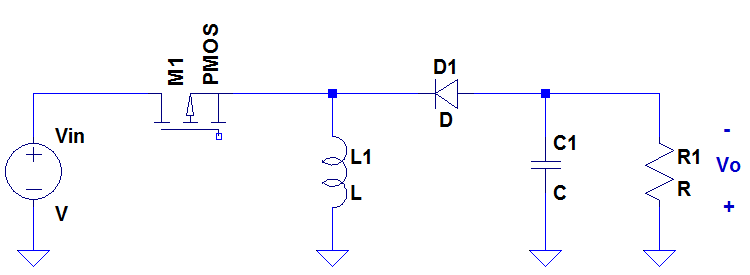 M1
PMOS
D1
D
Vin
+
−
V
L1
L
C1
C
R1
R
-
Vo
+